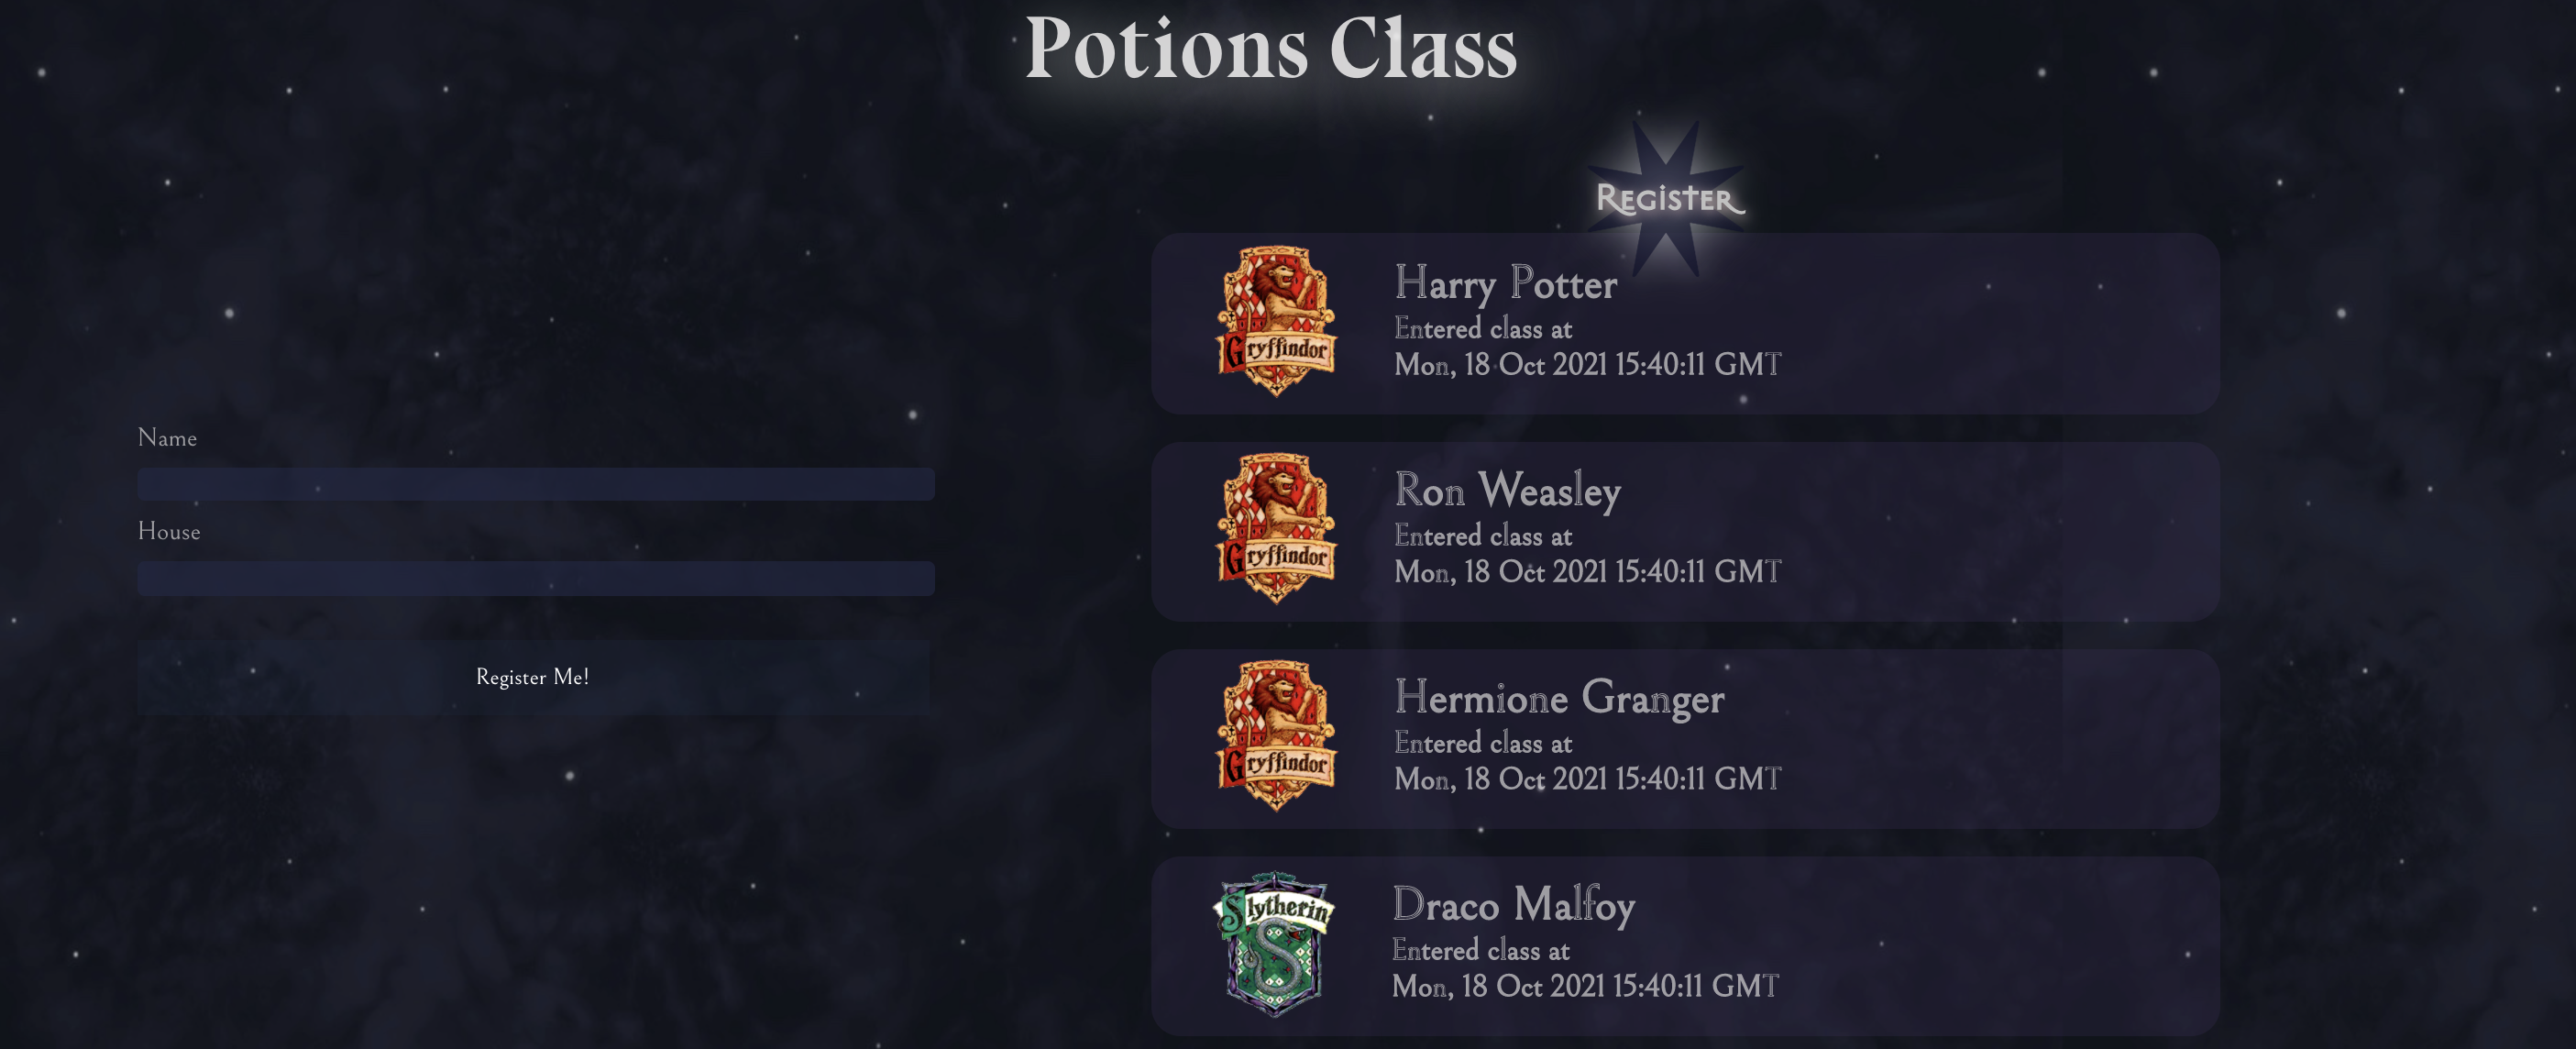 Potions Class
Name
House
Register Me!
Register
Gryffindor
Harry Potter
Entered class at
Mon, 18 Oct 2021 15:40:11 GMT
Gryffindor
Ron Weasley
Entered class at
Mon, 18 Oct 2021 15:40:11 GMT
Gryffindor
Hermione Granger
Entered class at
Mon, 18 Oct 2021 15:40:11 GMT
Slytherin
Draco Malfoy
Entered class at
Mon, 18 Oct 2021 15:40:11 GMT